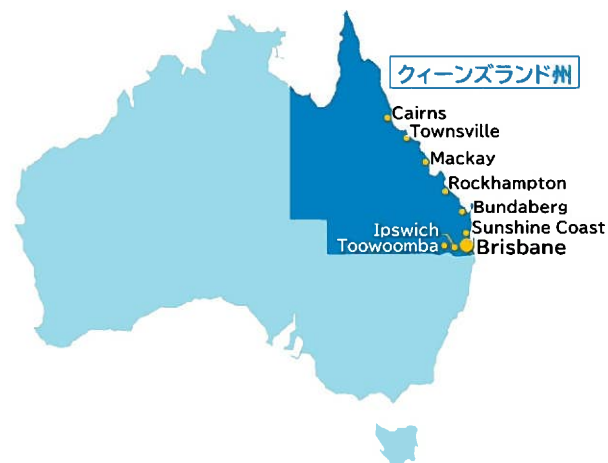 クィーンズランド州
Cairns
Townsville
Mackay
Rockhampton
Bundaberg
Sunshine Coast
Ipswich
Toowoomba
Brisbane